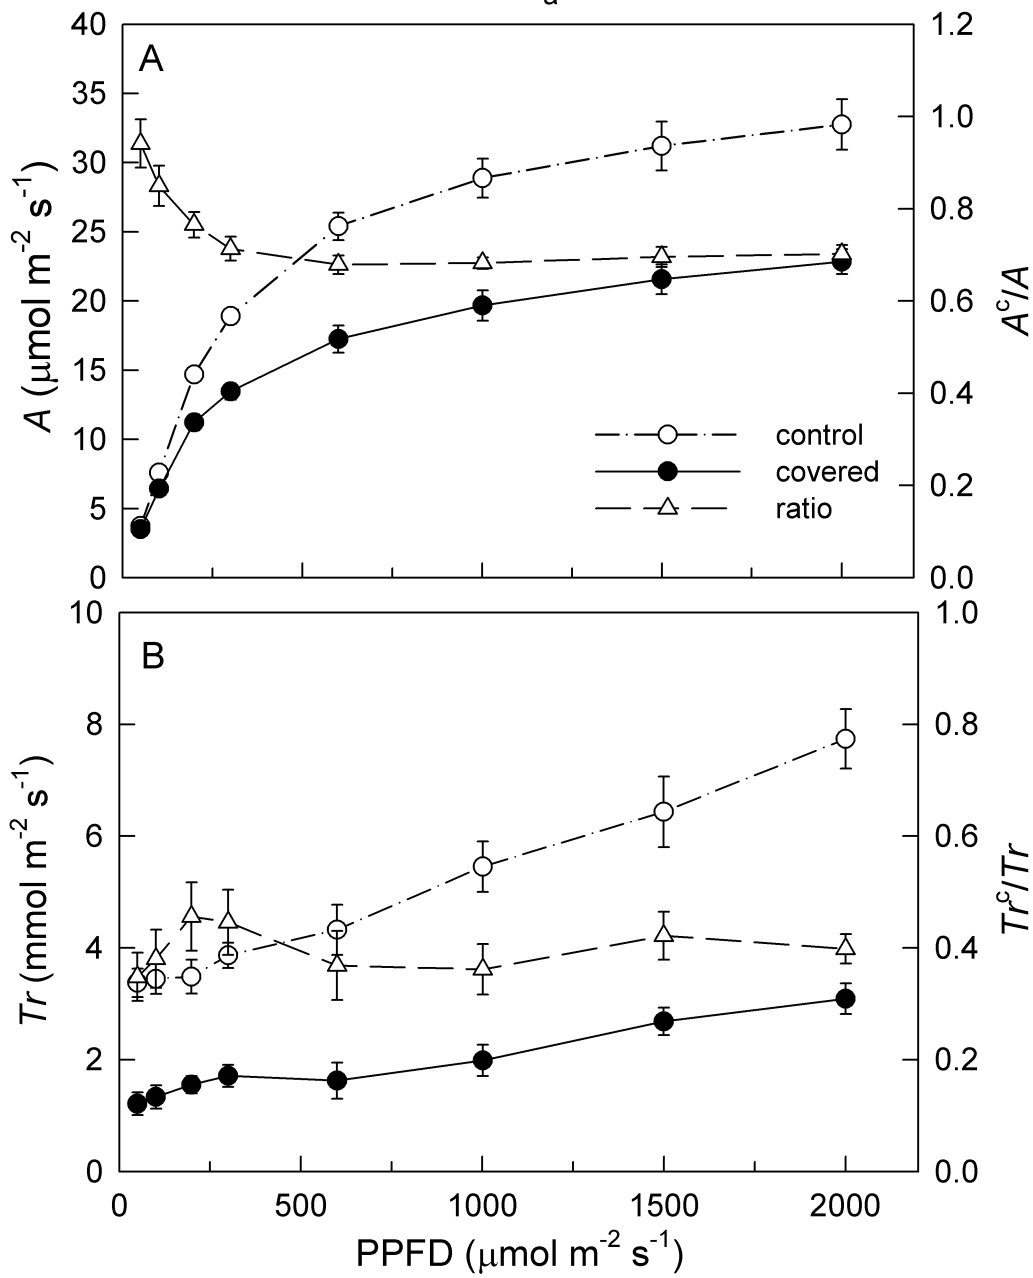 a
A
40
35
30
25
20
15
10
5
0
A (μmol m⁻² s⁻¹)
1.2
1.0
0.8
0.6
0.4
0.2
0.0
Aᶜ/A
control
covered
ratio
B
10
8
6
4
2
0
Tr (mmol m⁻² s⁻¹)
1.0
0.8
0.6
0.4
0.2
0.0
Trᶜ/Tr
0 500 1000 1500 2000
PPFD (μmol m⁻² s⁻¹)